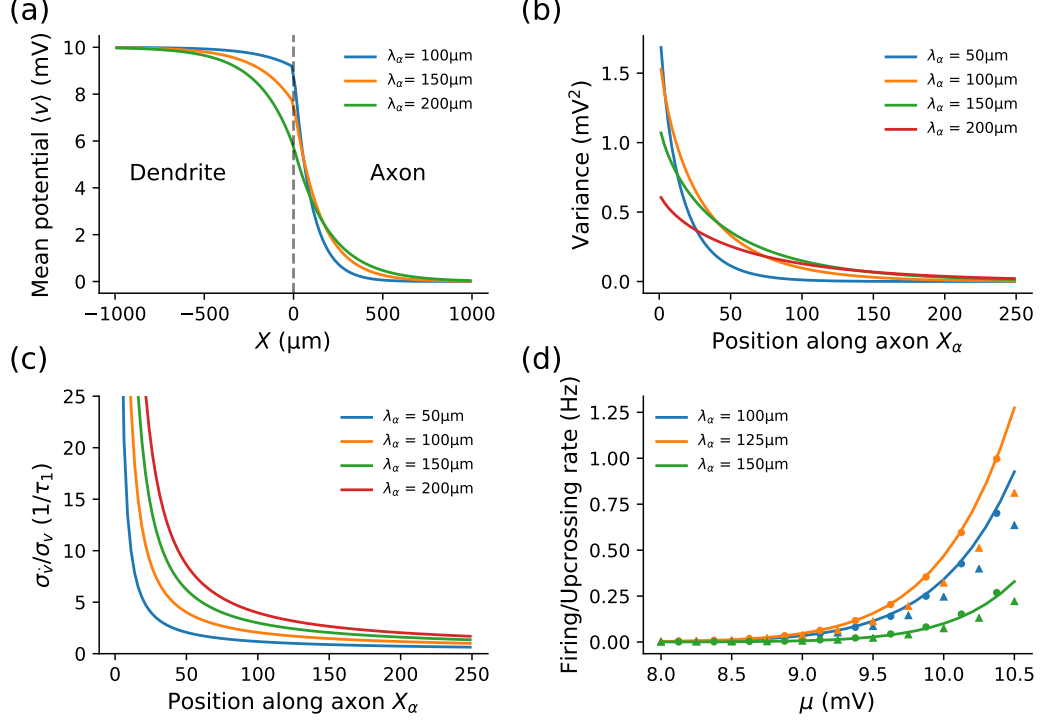 (a)
Mean potential ⟨v⟩ (mV)
10
8
6
4
2
0
λα= 100μm
λα= 150μm
λα= 200μm
Dendrite
Axon
−1000
−500
0
500
1000
X (μm)
(b)
Variance (mV²)
1.5
1.0
0.5
0.0
λα = 50μm
λα = 100μm
λα = 150μm
λα = 200μm
0
50
100
150
200
250
Position along axon Xα
(c)
σv̇/σv (1/τ1)
25
20
15
10
5
0
λα = 50μm
λα = 100μm
λα = 150μm
λα = 200μm
0
50
100
150
200
250
Position along axon Xα
(d)
Firing/Upcrossing rate (Hz)
1.25
1.00
0.75
0.50
0.25
0.00
λα = 100μm
λα = 125μm
λα = 150μm
8.0
8.5
9.0
9.5
10.0
10.5
μ (mV)